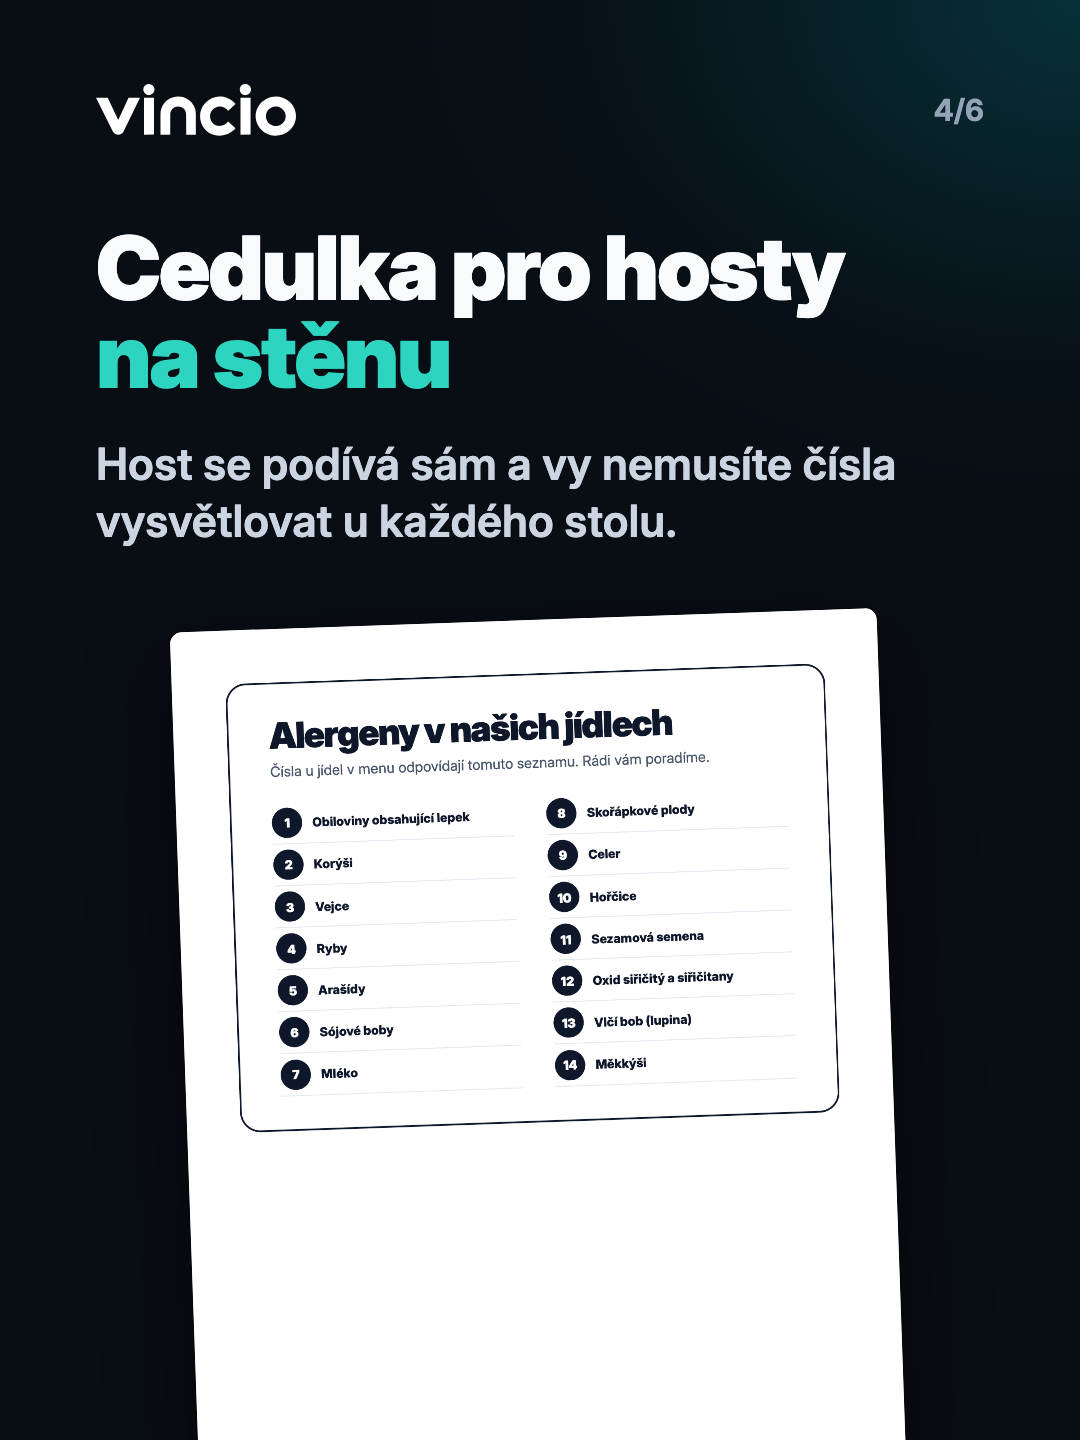 vincio
4/6
Cedulka pro hosty
na stěnu
Host se podívá sám a vy nemusíte čísla
vysvětlovat u každého stolu.
Alergeny v našich jídlech
Čísla u jídel v menu odpovídají tomuto seznamu. Rádi vám poradíme.
1 Obiloviny obsahující lepek
2 Korýši
3 Vejce
4 Ryby
5 Arašídy
6 Sójové boby
7 Mléko
8 Skořápkové plody
9 Celer
10 Hořčice
11 Sezamová semena
12 Oxid siřičitý a siřičitany
13 Vlčí bob (lupina)
14 Měkkýši